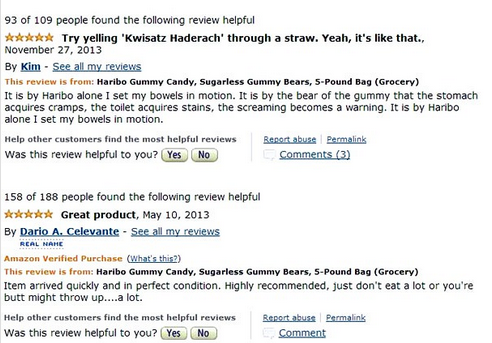 93 of 109 people found the following review helpful
Try yelling 'Kwisatz Haderach' through a straw. Yeah, it's like that.,
November 27, 2013
By Kim - See all my reviews
This review is from: Haribo Gummy Candy, Sugarless Gummy Bears, 5-Pound Bag (Grocery)
It is by Haribo alone I set my bowels in motion. It is by the bear of the gummy that the stomach
acquires cramps, the toilet acquires stains, the screaming becomes a warning. It is by Haribo
alone I set my bowels in motion.
Help other customers find the most helpful reviews
Was this review helpful to you? Yes No
Report abuse | Permalink
Comments (3)
158 of 188 people found the following review helpful
Great product, May 10, 2013
By Dario A. Celevante - See all my reviews
REAL NAME
Amazon Verified Purchase (What's this?)
This review is from: Haribo Gummy Candy, Sugarless Gummy Bears, 5-Pound Bag (Grocery)
Item arrived quickly and in perfect condition. Highly recommended, just don't eat a lot or you're
butt might throw up....a lot.
Help other customers find the most helpful reviews
Was this review helpful to you? Yes No
Report abuse | Permalink
Comment